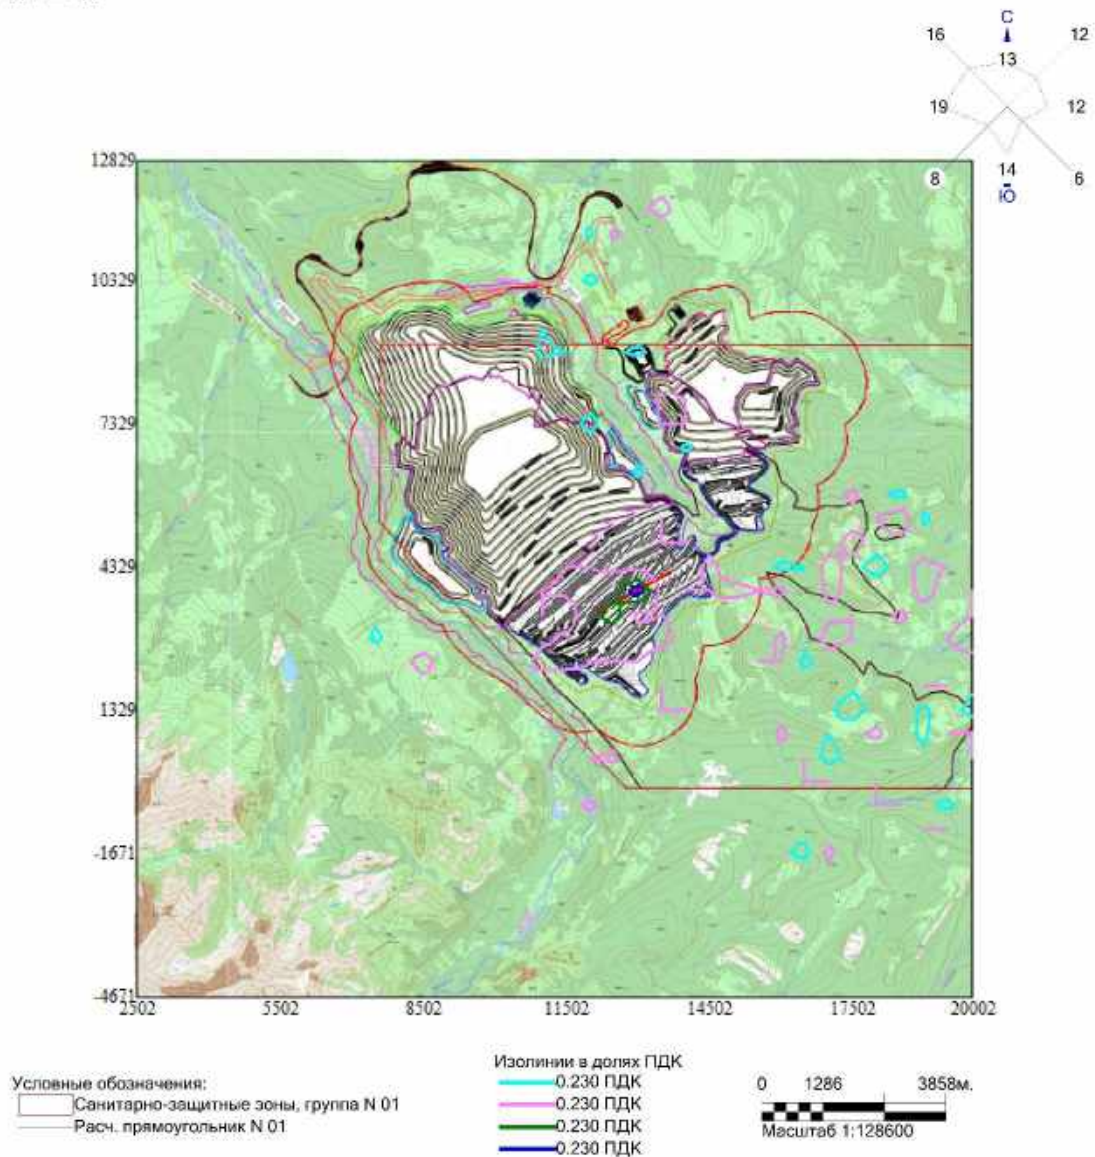 С
16 12
13
19 12
14
8 6
Ю
12829
10329
7329
4329
1329
-1671
-4671
2502 5502 8502 11502 14502 17502 20002
Условные обозначения:
Санитарно-защитные зоны, группа N 01
Расч. прямоугольник N 01
Изолинии в долях ПДК
0.230 ПДК
0.230 ПДК
0.230 ПДК
0.230 ПДК
0 1286 3858м.
Масштаб 1:128600